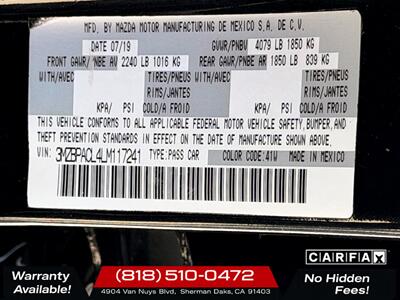 MFD. BY MAZDA MOTOR MANUFACTURING DE MEXICO S.A. DE C.V.
DATE 07/19 GVWR/PNBV 4079 LB 1850 KG
FRONT GAWR/PNBE AV 2240 LB 1016 KG REAR GAWR/PNBE AR 1850 LB 839 KG
WITH/AVEC TIRES/PNEUS WITH/AVEC TIRES/PNEUS
RIMS/JANTES RIMS/JANTES
KPA/ PSI COLD/A FROID KPA/ PSI COLD/A FROID
THIS VEHICLE CONFORMS TO ALL APPLICABLE FEDERAL MOTOR VEHICLE SAFETY, BUMPER, AND
THEFT PREVENTION STANDARDS IN EFFECT ON THE DATE OF MANUFACTURE SHOWN ABOVE.
VIN: 3MZBPACL4LM117241 TYPE: PASS CAR COLOR CODE: 41W MADE IN MEXICO
CARFAX
Warranty
Available!
(818) 510-0472
4904 Van Nuys Blvd, Sherman Oaks, CA 91403
No Hidden
Fees!